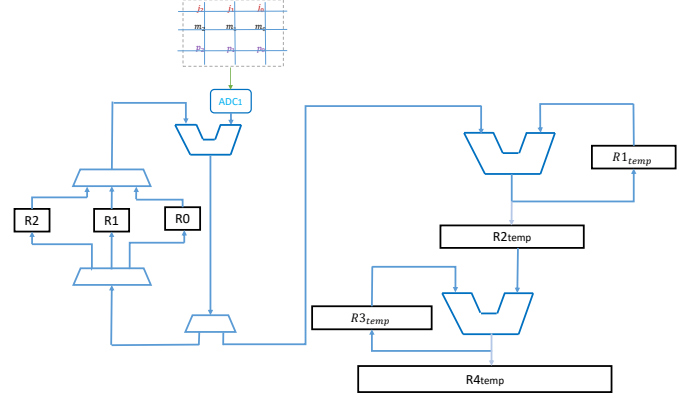 j₂ j₁ j₀
m₂ m₁ m₀
p₂ p₁ p₀
ADC₁
R1temp
R2 R1 R0
R2temp
R3temp
R4temp